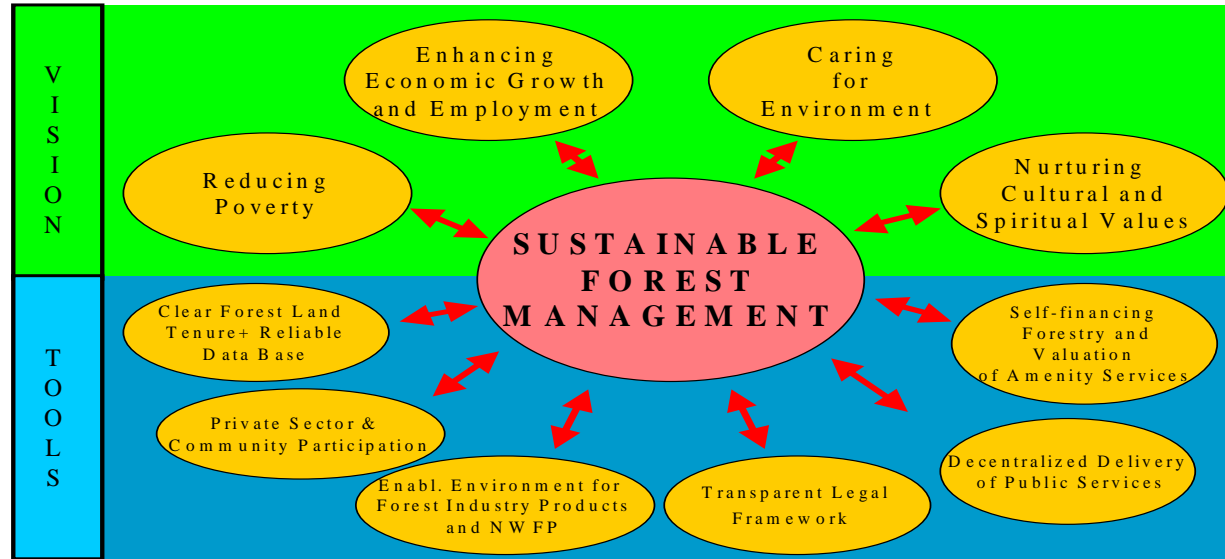 VISION
Enhancing
Economic Growth
and Employment
Caring
for
Environment
Reducing
Poverty
Nurturing
Cultural and
Spiritual Values
SUSTAINABLE
FOREST
MANAGEMENT
TOOLS
Clear Forest Land
Tenure+ Reliable
Data Base
Self-financing
Forestry and
Valuation
of Amenity Services
Private Sector &
Community Participation
Decentralized Delivery
of Public Services
Enabl. Environment for
Forest Industry Products
and NWFP
Transparent Legal
Framework